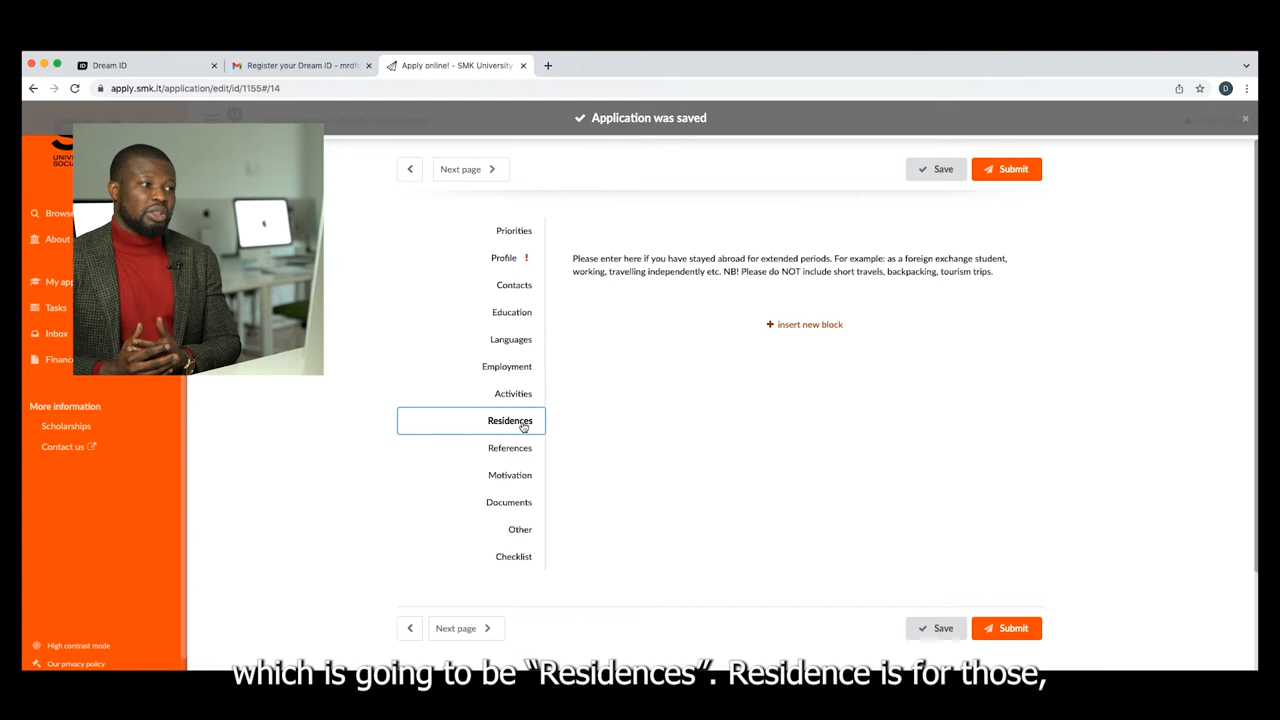 Dream ID
Register your Dream ID - mrdfc
Apply online! - SMK University
apply.smk.lt/application/edit/id/1155#/14
D
Application was saved
Next page
Save
Submit
UNIV
SOCIA
Browse
About
My app
Tasks
Inbox
Finance
More information
Scholarships
Contact us
High contrast mode
Our privacy policy
Priorities
Profile !
Contacts
Education
Languages
Employment
Activities
Residences
References
Motivation
Documents
Other
Checklist
Please enter here if you have stayed abroad for extended periods. For example: as a foreign exchange student,
working, travelling independently etc. NB! Please do NOT include short travels, backpacking, tourism trips.
+ insert new block
Next page
Save
Submit
which is going to be “Residences”. Residence is for those,